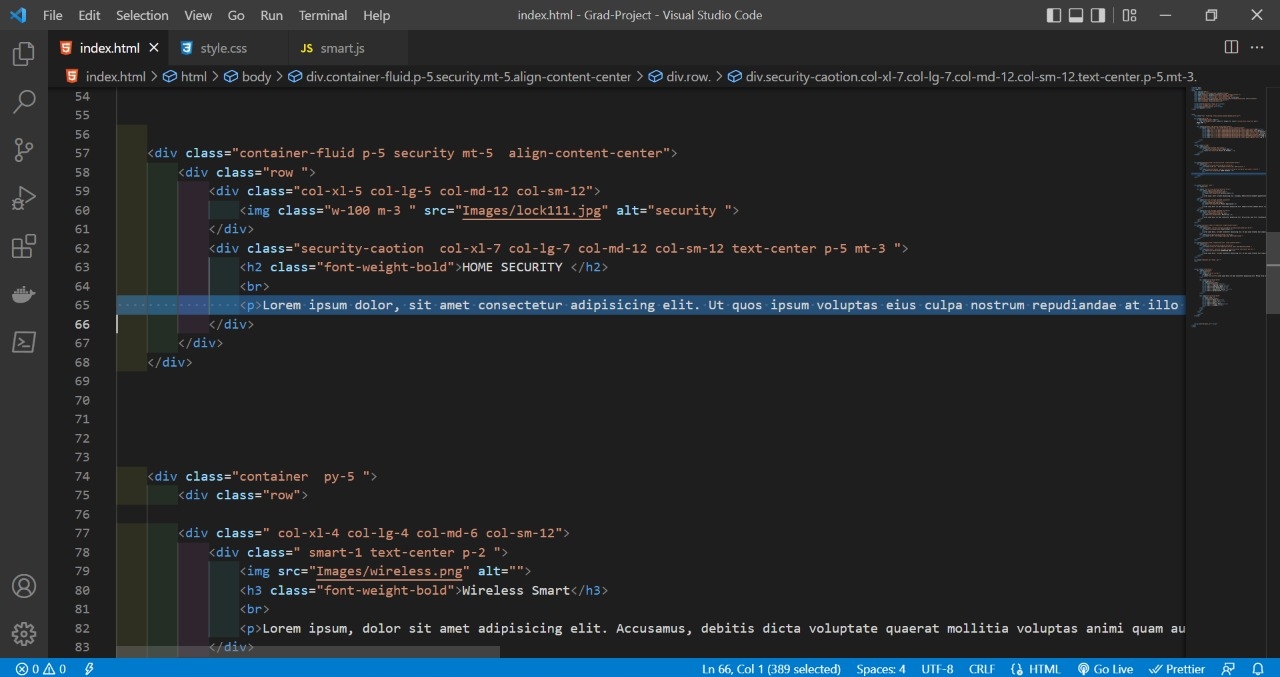 File Edit Selection View Go Run Terminal Help index.html - Grad-Project - Visual Studio Code
index.html style.css JS smart.js
index.html > html > body > div.container-fluid.p-5.security.mt-5.align-content-center > div.row. > div.security-caotion.col-xl-7.col-lg-7.col-md-12.col-sm-12.text-center.p-5.mt-3.
54
55
56
57 <div class="container-fluid p-5 security mt-5  align-content-center">
58 <div class="row ">
59 <div class="col-xl-5 col-lg-5 col-md-12 col-sm-12">
60 <img class="w-100 m-3 " src="Images/lock111.jpg" alt="security ">
61 </div>
62 <div class="security-caotion  col-xl-7 col-lg-7 col-md-12 col-sm-12 text-center p-5 mt-3 ">
63 <h2 class="font-weight-bold">HOME SECURITY </h2>
64 <br>
65 <p>Lorem ipsum dolor, sit amet consectetur adipisicing elit. Ut quos ipsum voluptas eius culpa nostrum repudiandae at illo
66 </div>
67 </div>
68 </div>
69
70
71
72
73
74 <div class="container  py-5 ">
75 <div class="row">
76
77 <div class=" col-xl-4 col-lg-4 col-md-6 col-sm-12">
78 <div class=" smart-1 text-center p-2 ">
79 <img src="Images/wireless.png" alt="">
80 <h3 class="font-weight-bold">Wireless Smart</h3>
81 <br>
82 <p>Lorem ipsum, dolor sit amet adipisicing elit. Accusamus, debitis dicta voluptate quaerat mollitia voluptas animi quam au
83 </div>
0 0 Ln 66, Col 1 (389 selected) Spaces: 4 UTF-8 CRLF HTML Go Live Prettier